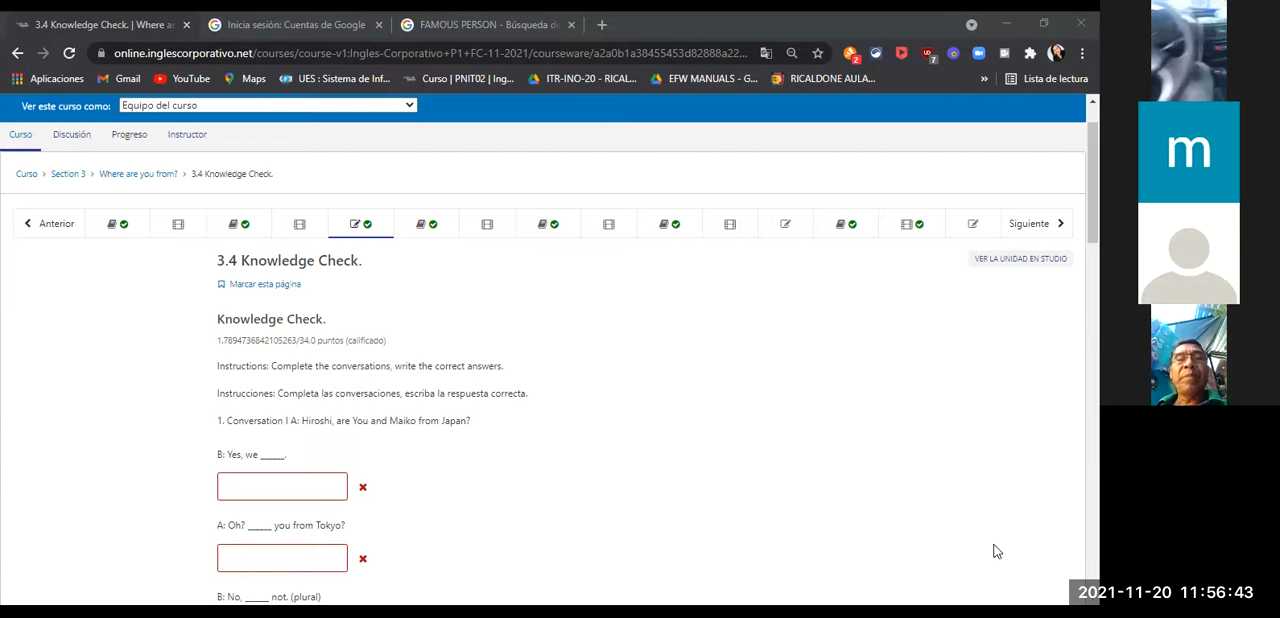 3.4 Knowledge Check. | Where ar
Inicia sesión: Cuentas de Google
FAMOUS PERSON - Búsqueda d
online.inglescorporativo.net/courses/course-v1:Ingles-Corporativo+P1+FC-11-2021/courseware/a2a0b1a38455453d82888a22...
2
7
Aplicaciones
Gmail
YouTube
Maps
UES : Sistema de Inf...
Curso | PNIT02 | Ing...
ITR-INO-20 - RICAL...
EFW MANUALS - G...
RICALDONE AULA...
»
Lista de lectura
Ver este curso como:
Equipo del curso
Curso
Discusión
Progreso
Instructor
Curso > Section 3 > Where are you from? > 3.4 Knowledge Check.
Anterior
Siguiente
3.4 Knowledge Check.
VER LA UNIDAD EN STUDIO
Marcar esta página
Knowledge Check.
1.7894736842105263/34.0 puntos (calificado)
Instructions: Complete the conversations, write the correct answers.
Instrucciones: Completa las conversaciones, escriba la respuesta correcta.
1. Conversation I A: Hiroshi, are You and Maiko from Japan?
B: Yes, we ______.
A: Oh? ______ you from Tokyo?
B: No, ______ not. (plural)
m
2021-11-20 11:56:43